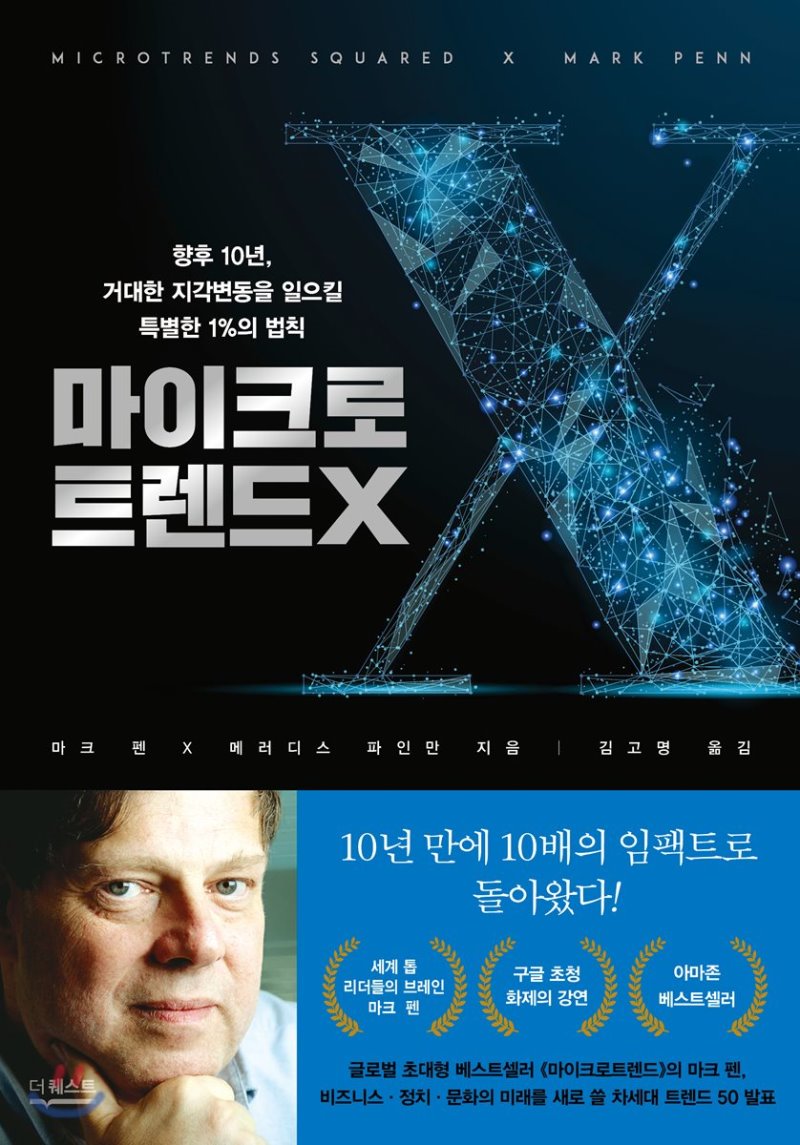 MICROTRENDS SQUARED X MARK PENN
향후 10년,
거대한 지각변동을 일으킬
특별한 1%의 법칙
마이크로
트렌드X
마크 펜 X 메러디스 파인만 지음 | 김고명 옮김
10년 만에 10배의 임팩트로
돌아왔다!
세계 톱
리더들의 브레인
마크 펜
구글 초청
화제의 강연
아마존
베스트셀러
글로벌 초대형 베스트셀러 《마이크로트렌드》의 마크 펜,
비즈니스 · 정치 · 문화의 미래를 새로 쓸 차세대 트렌드 50 발표
더퀘스트